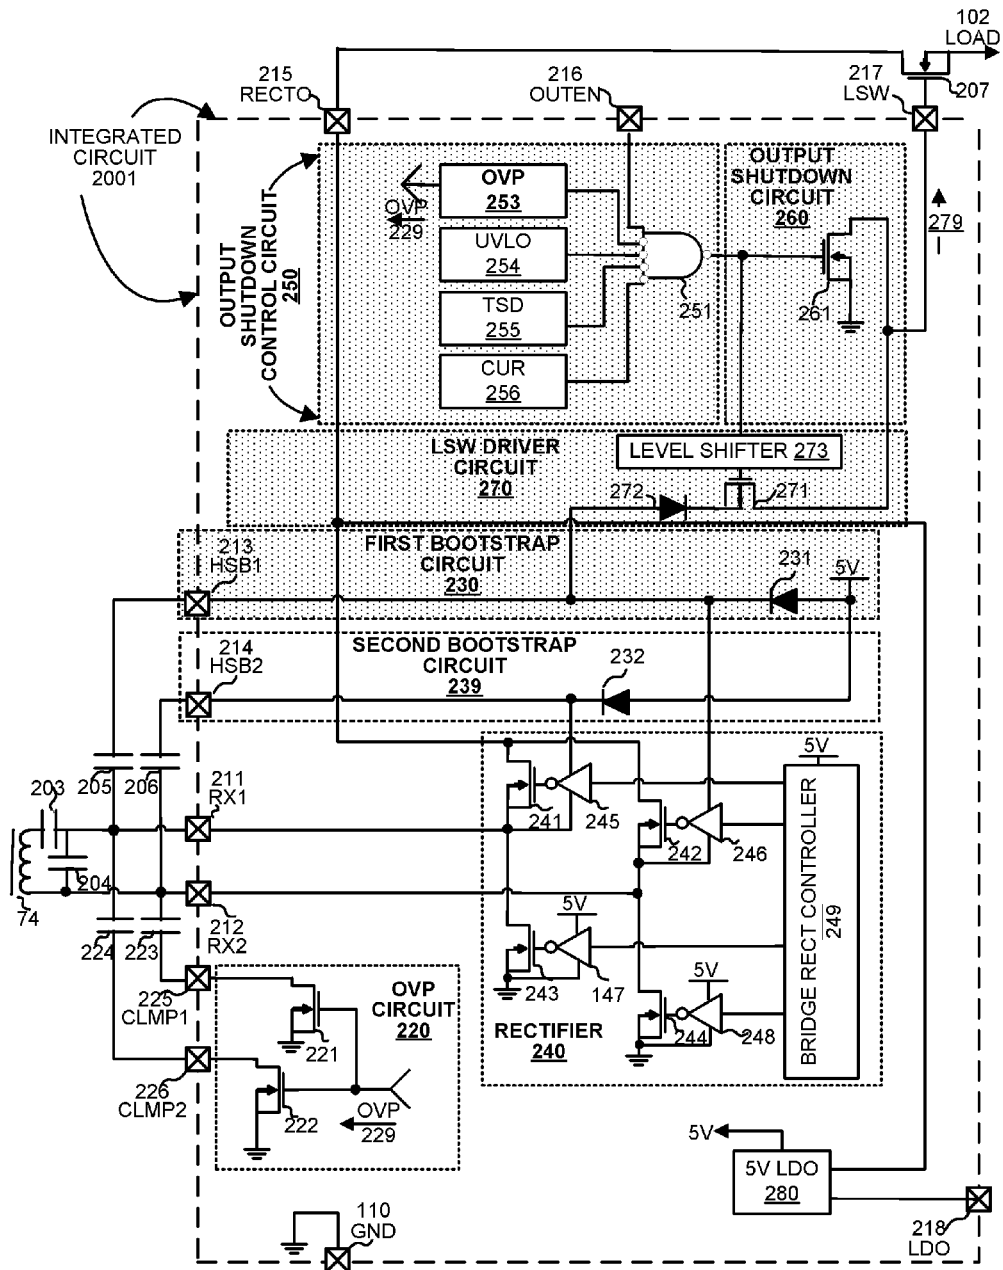 102
LOAD
215
RECTO
216
OUTEN
217
LSW
207
INTEGRATED
CIRCUIT
2001
OUTPUT
SHUTDOWN
CONTROL CIRCUIT
250
OVP
253
OVP
229
UVLO
254
TSD
255
CUR
256
251
OUTPUT
SHUTDOWN
CIRCUIT
260
261
279
LSW DRIVER
CIRCUIT
270
LEVEL SHIFTER 273
272
271
213
HSB1
FIRST BOOTSTRAP
CIRCUIT
230
231
5V
214
HSB2
SECOND BOOTSTRAP
CIRCUIT
239
232
205
206
203
204
74
211
RX1
212
RX2
224
223
241
245
242
246
5V
BRIDGE RECT CONTROLLER
249
5V
243
147
5V
244
248
RECTIFIER
240
225
CLMP1
226
CLMP2
OVP
CIRCUIT
220
221
222
OVP
229
5V
5V LDO
280
218
LDO
110
GND